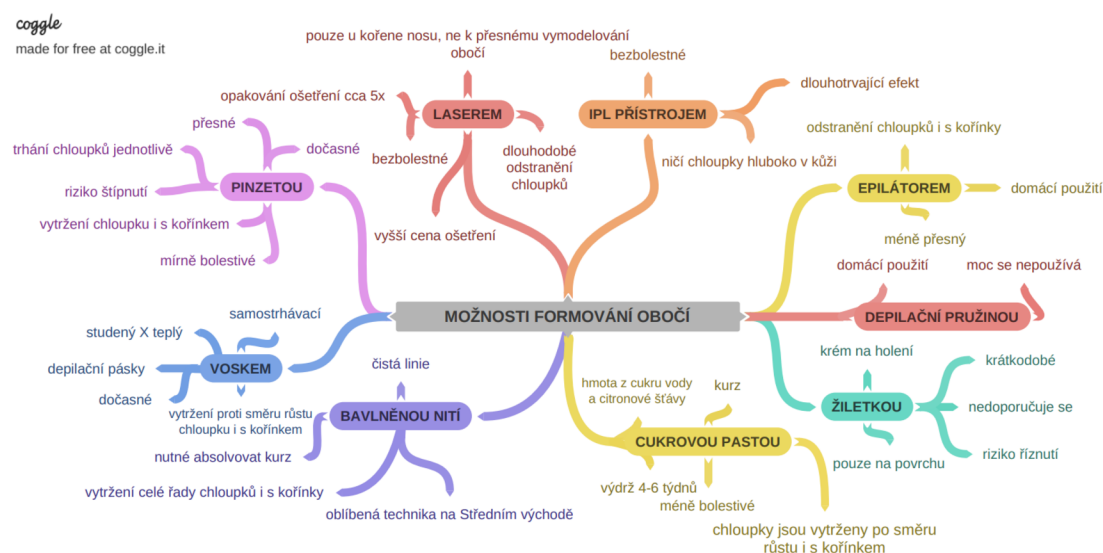 coggle
made for free at coggle.it
pouze u kořene nosu, ne k přesnému vymodelování
obočí
opakování ošetření cca 5x
LASEREM
bezbolestné
dlouhodobé
odstranění
chloupků
vyšší cena ošetření
bezbolestné
dlouhotrvající efekt
IPL PŘÍSTROJEM
ničí chloupky hluboko v kůži
přesné
trhání chloupků jednotlivě
dočasné
riziko štípnutí
PINZETOU
vytržení chloupku i s kořínkem
mírně bolestivé
odstranění chloupků i s kořínky
EPILÁTOREM
domácí použití
méně přesný
domácí použití
moc se nepoužívá
DEPILAČNÍ PRUŽINOU
MOŽNOSTI FORMOVÁNÍ OBOČÍ
samostrhávací
studený X teplý
depilační pásky
VOSKEM
dočasné
vytržení proti směru růstu
chloupku i s kořínkem
čistá linie
BAVLNĚNOU NITÍ
nutné absolvovat kurz
vytržení celé řady chloupků i s kořínky
oblíbená technika na Středním východě
hmota z cukru vody
a citronové šťávy
kurz
CUKROVOU PASTOU
výdrž 4-6 týdnů
méně bolestivé
chloupky jsou vytrženy po směru
růstu i s kořínkem
krém na holení
krátkodobé
ŽILETKOU
nedoporučuje se
pouze na povrchu
riziko říznutí